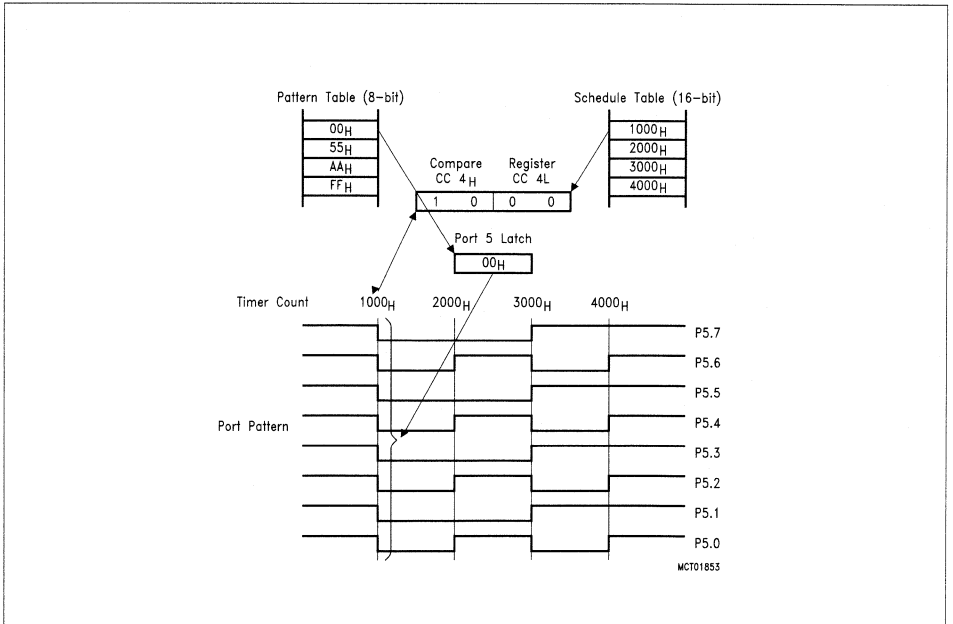 Pattern Table (8-bit)
Schedule Table (16-bit)
00H
55H
AAH
FFH
1000H
2000H
3000H
4000H
Compare Register
CC 4H CC 4L
1 0 0 0
Port 5 Latch
00H
Timer Count 1000H 2000H 3000H 4000H
P5.7
P5.6
P5.5
P5.4
Port Pattern
P5.3
P5.2
P5.1
P5.0
MCT01853